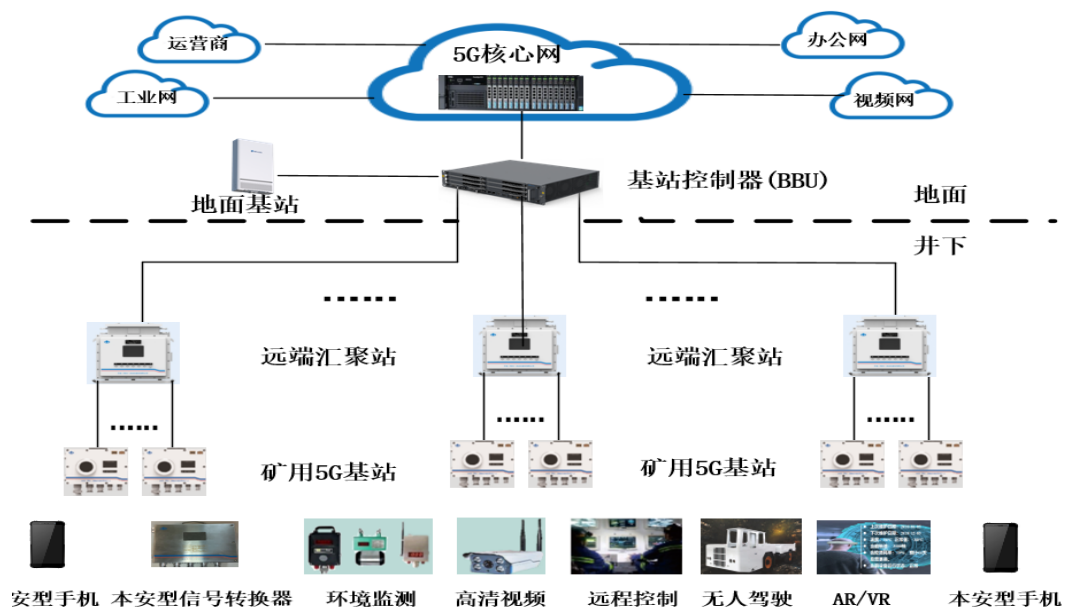 运营商
5G核心网
办公网
工业网
视频网
基站控制器(BBU)
地面
地面基站
井下
......
......
远端汇聚站
远端汇聚站
......
......
......
矿用5G基站
矿用5G基站
安型手机
本安型信号转换器
环境监测
高清视频
远程控制
无人驾驶
AR/VR
本安型手机